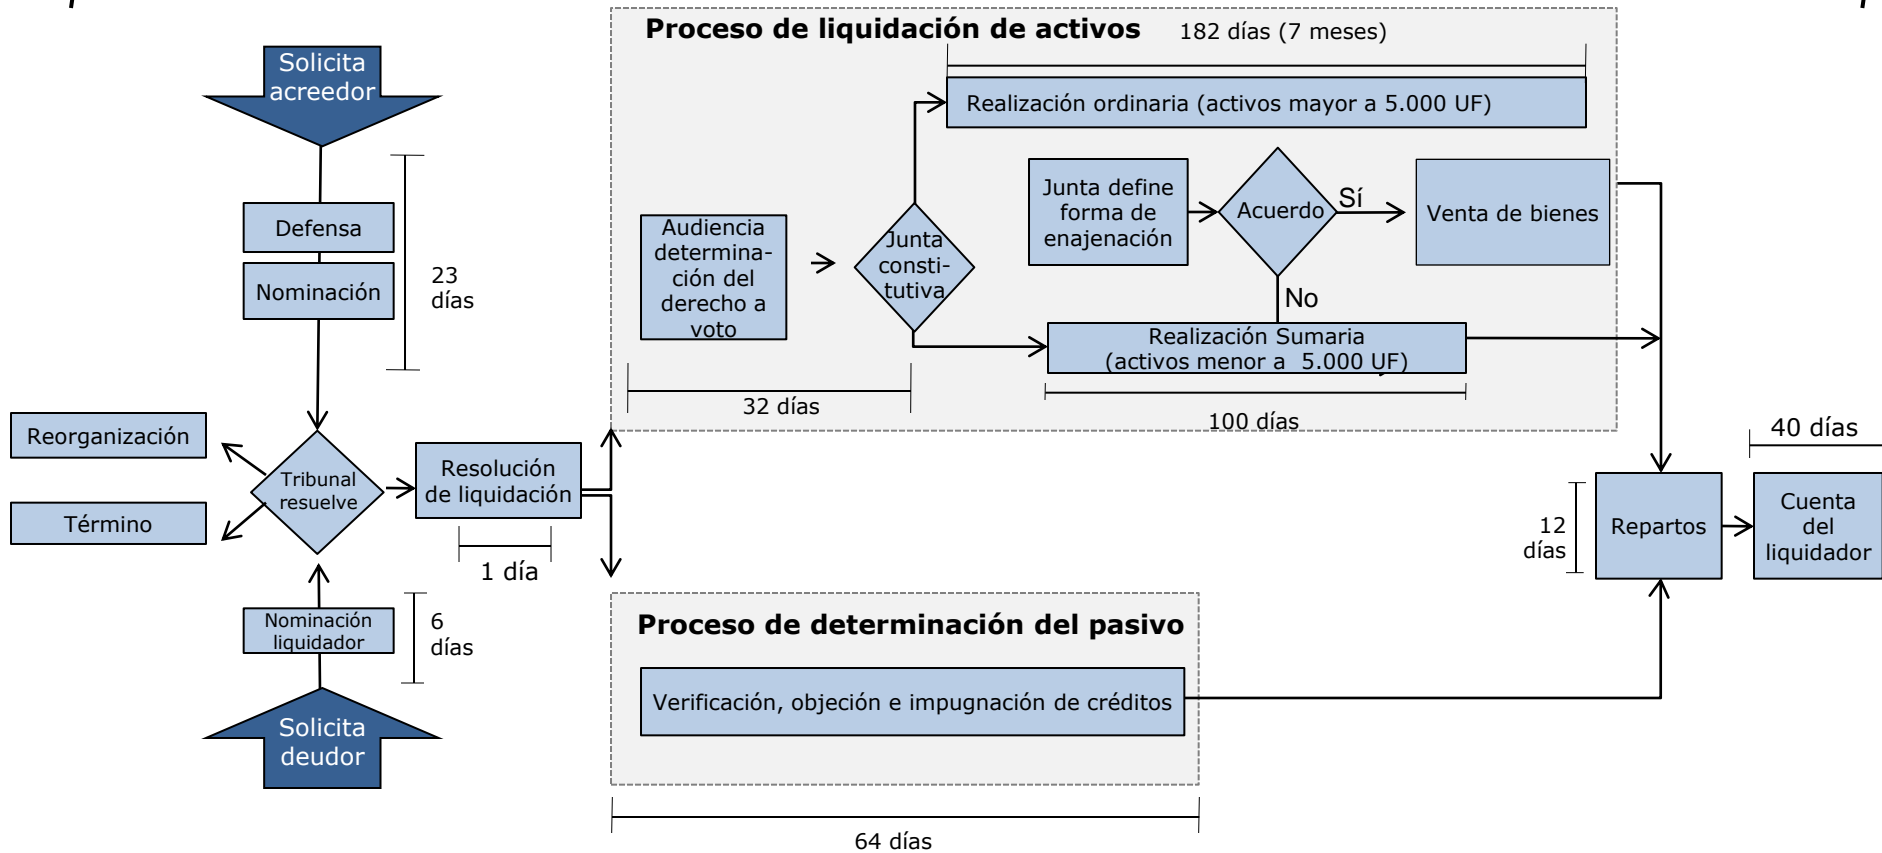 Proceso de liquidación de activos
182 días (7 meses)
Solicita
acreedor
Realización ordinaria (activos mayor a 5.000 UF)
Defensa
Nominación
23
días
Audiencia
determina-
ción del
derecho a
voto
Junta
consti-
tutiva
Junta define
forma de
enajenación
Acuerdo
Sí
Venta de bienes
No
Realización Sumaria
(activos menor a 5.000 UF)
32 días
100 días
Reorganización
Término
Tribunal
resuelve
Resolución
de liquidación
1 día
40 días
12
días
Repartos
Cuenta
del
liquidador
Nominación
liquidador
6
días
Solicita
deudor
Proceso de determinación del pasivo
Verificación, objeción e impugnación de créditos
64 días